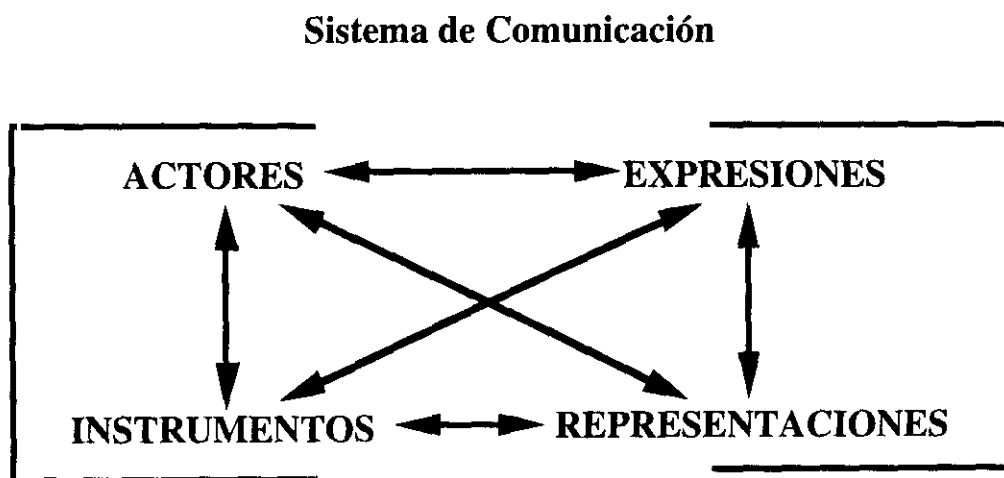 Sistema de Comunicación
ACTORES EXPRESIONES
INSTRUMENTOS REPRESENTACIONES